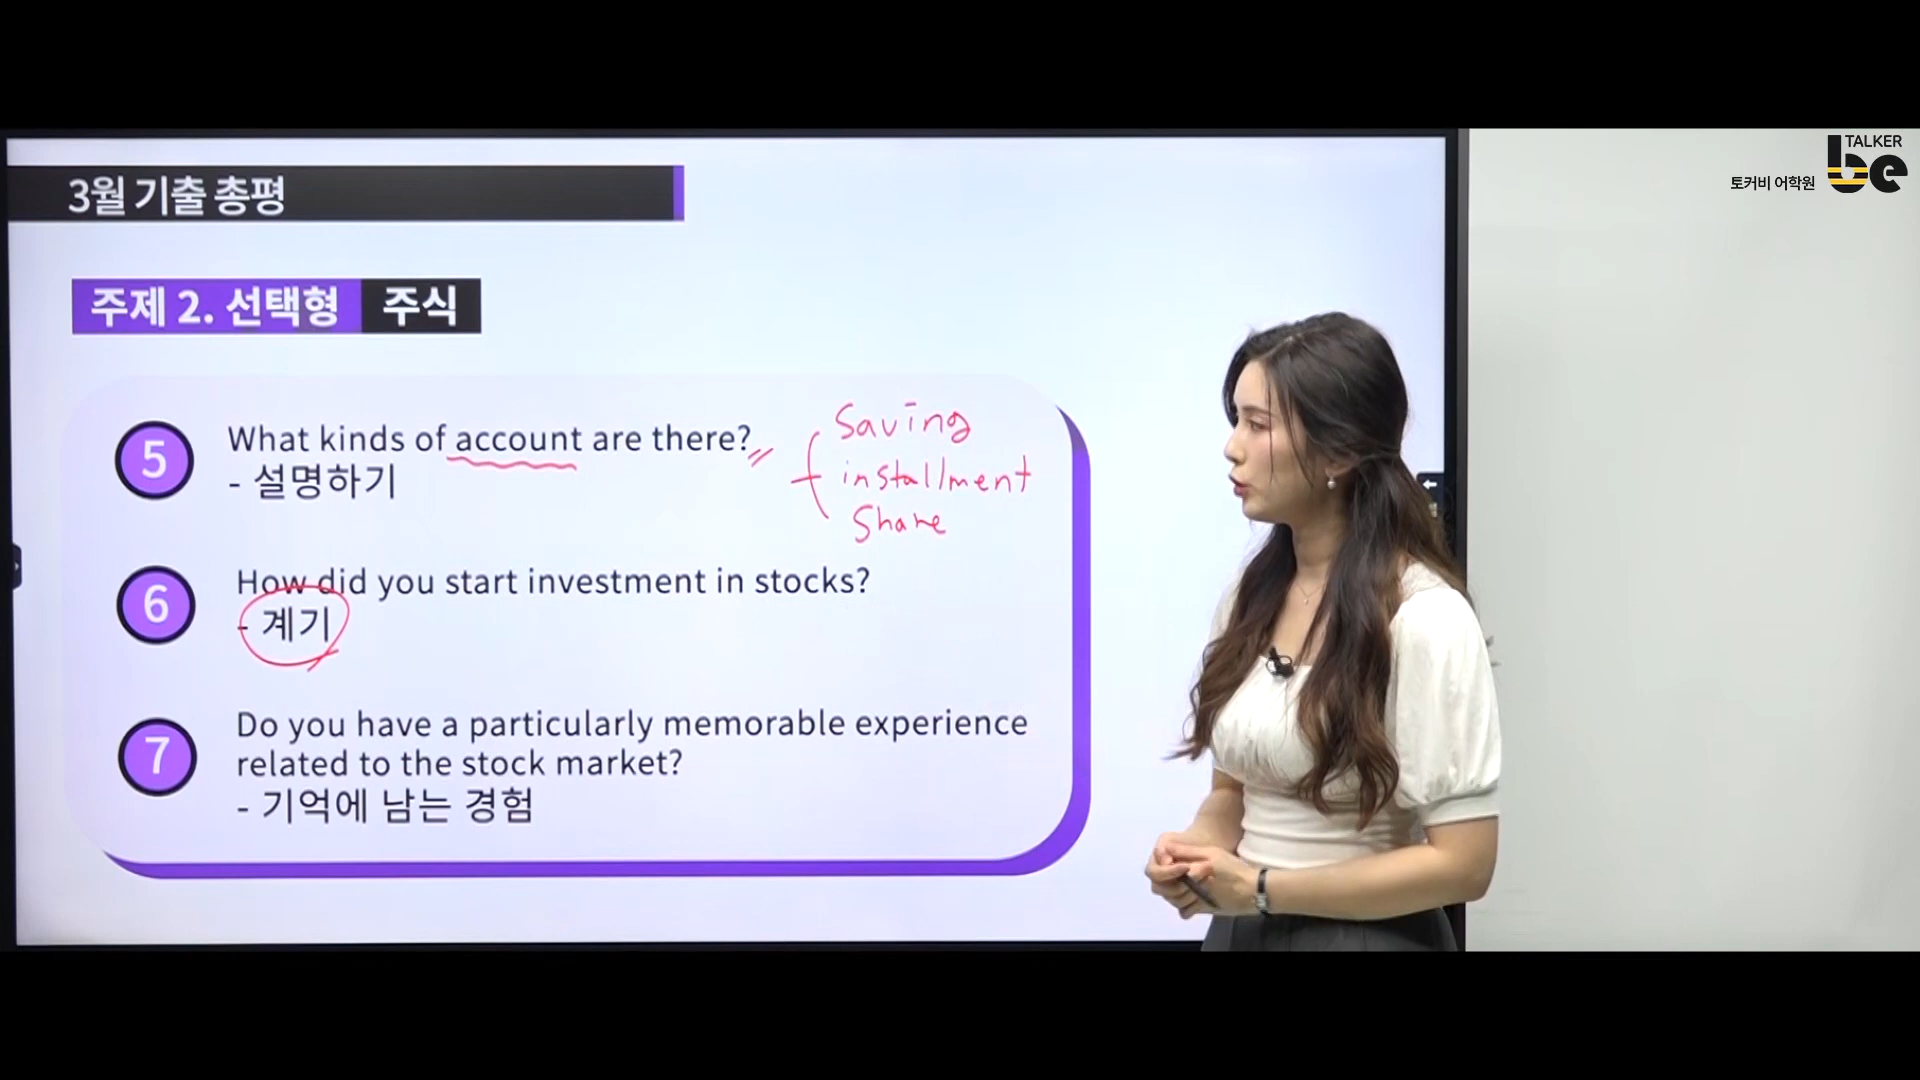 TALKER
be
토커비 어학원
3월 기출 총평
주제 2. 선택형 주식
5
What kinds of account are there?
- 설명하기
Saving
installment
Share
6
How did you start investment in stocks?
- 계기
7
Do you have a particularly memorable experience
related to the stock market?
- 기억에 남는 경험